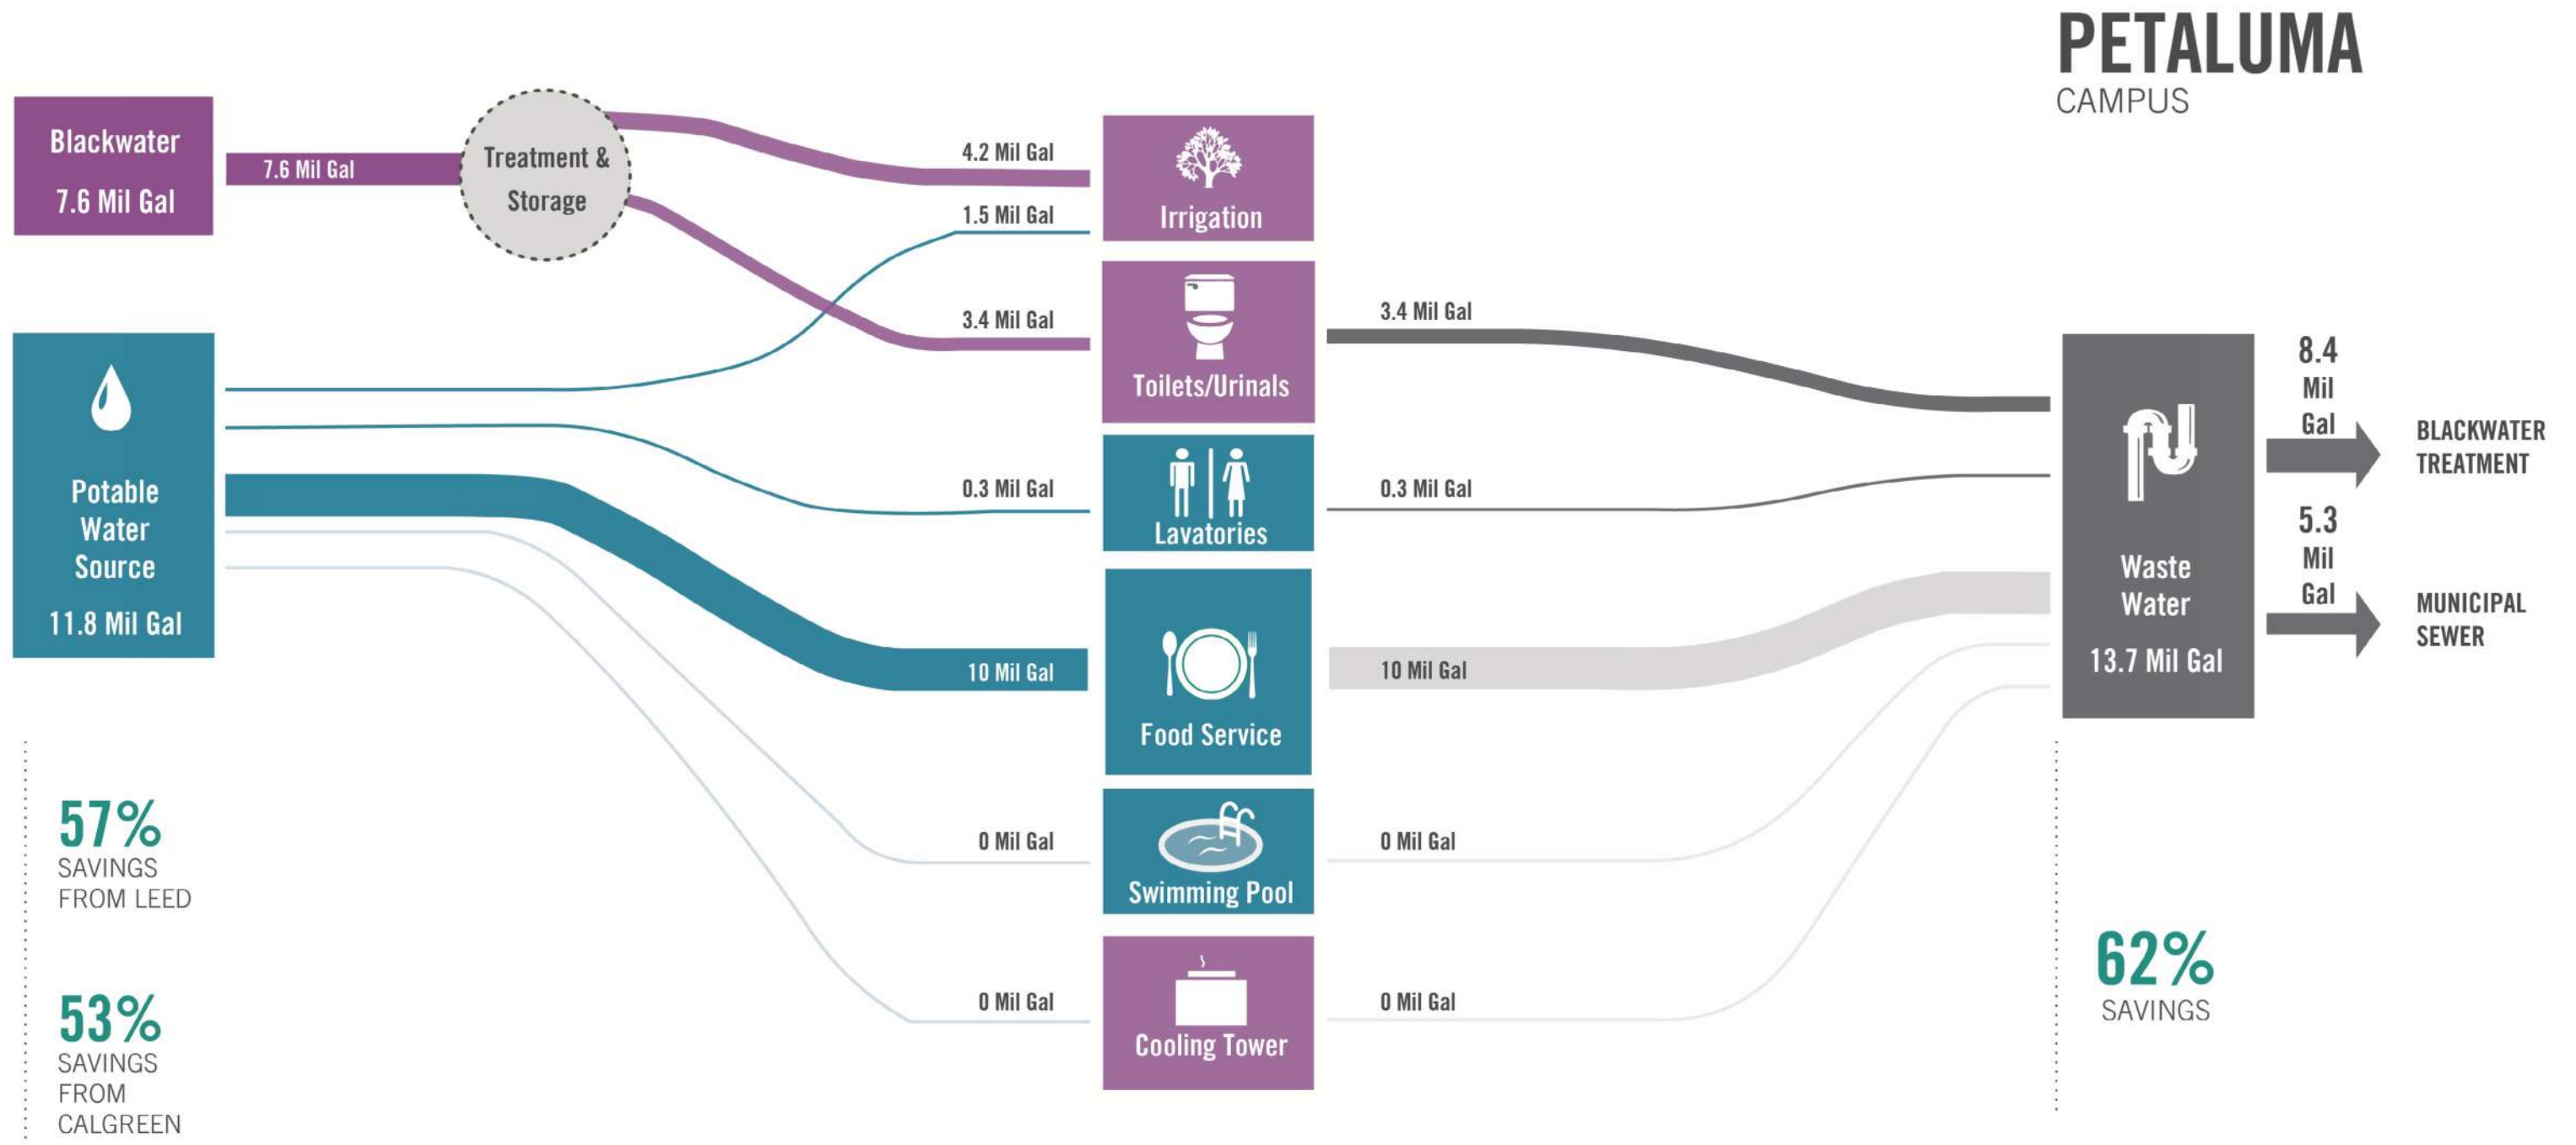 PETALUMA
CAMPUS
Blackwater
7.6 Mil Gal
7.6 Mil Gal
Treatment &
Storage
4.2 Mil Gal
1.5 Mil Gal
Irrigation
3.4 Mil Gal
Toilets/Urinals
3.4 Mil Gal
Potable
Water
Source
11.8 Mil Gal
0.3 Mil Gal
Lavatories
0.3 Mil Gal
10 Mil Gal
Food Service
10 Mil Gal
0 Mil Gal
Swimming Pool
0 Mil Gal
0 Mil Gal
Cooling Tower
0 Mil Gal
Waste
Water
13.7 Mil Gal
8.4
Mil
Gal
BLACKWATER
TREATMENT
5.3
Mil
Gal
MUNICIPAL
SEWER
57%
SAVINGS
FROM LEED
53%
SAVINGS
FROM
CALGREEN
62%
SAVINGS